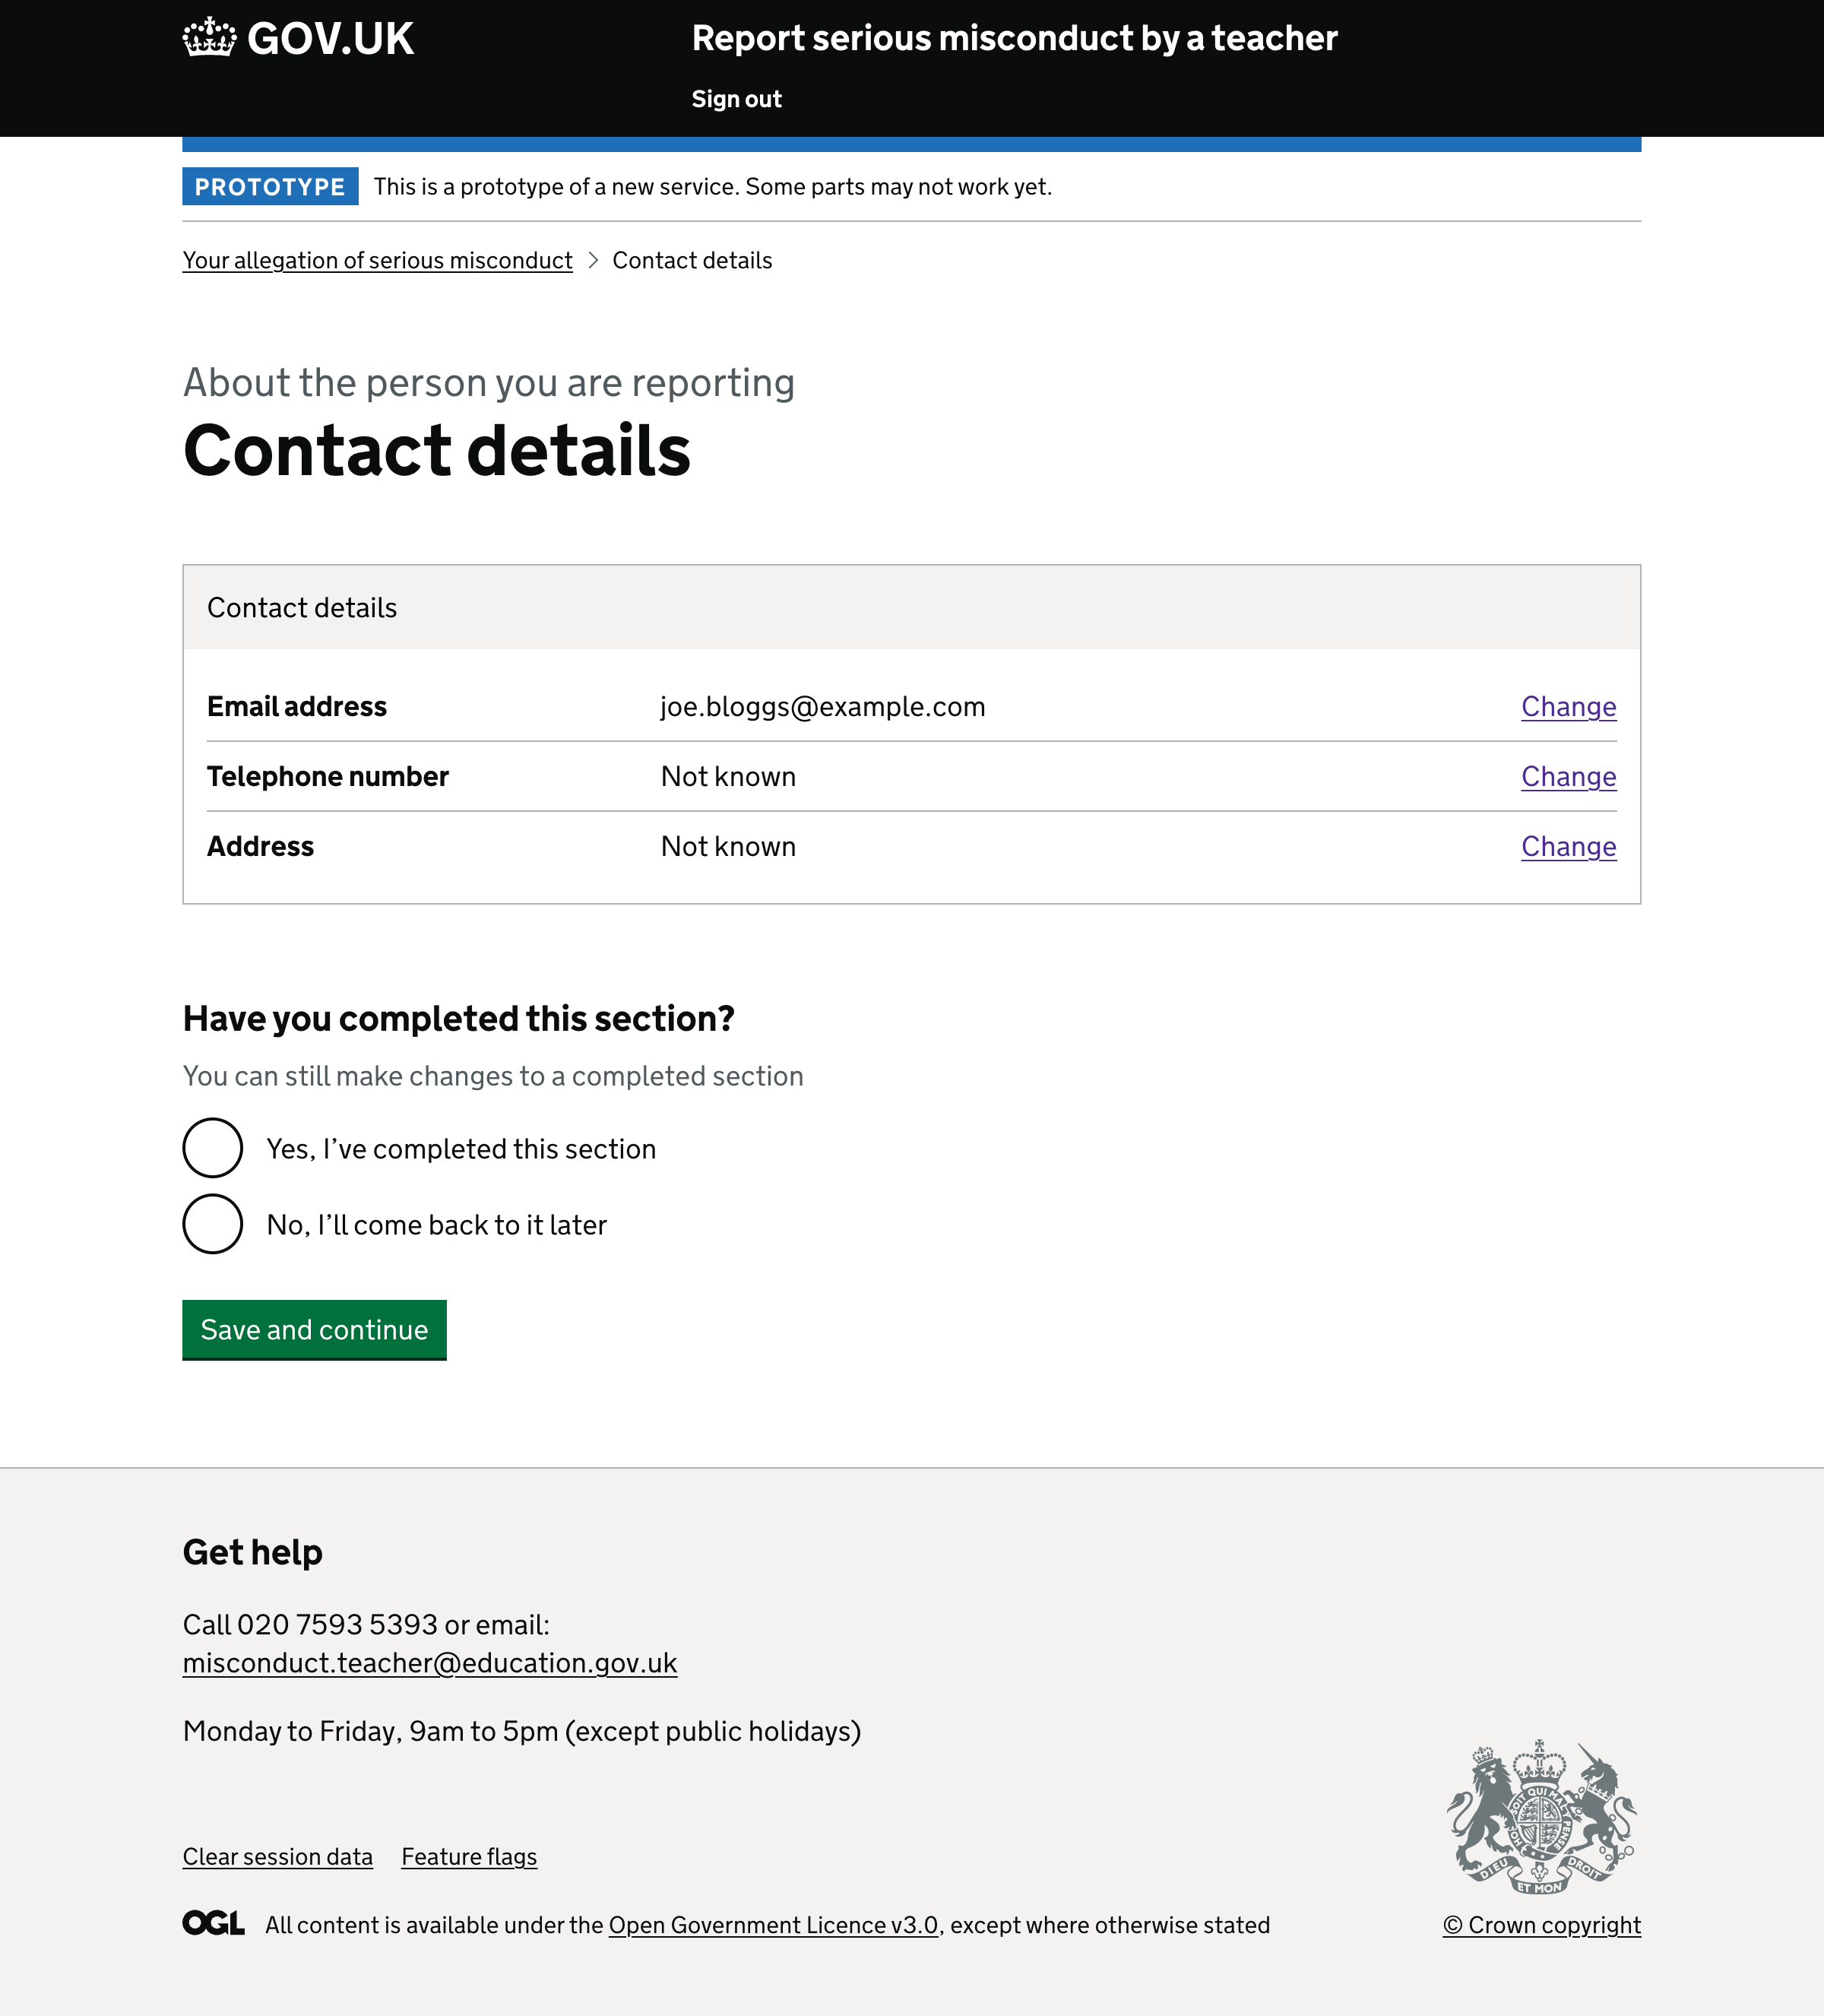 GOV.UK
Report serious misconduct by a teacher
Sign out
PROTOTYPE This is a prototype of a new service. Some parts may not work yet.
Your allegation of serious misconduct > Contact details
About the person you are reporting
Contact details
Contact details
Email address joe.bloggs@example.com Change
Telephone number Not known Change
Address Not known Change
Have you completed this section?
You can still make changes to a completed section
Yes, I’ve completed this section
No, I’ll come back to it later
Save and continue
Get help
Call 020 7593 5393 or email:
misconduct.teacher@education.gov.uk
Monday to Friday, 9am to 5pm (except public holidays)
Clear session data Feature flags
OGL All content is available under the Open Government Licence v3.0, except where otherwise stated
DIEU ET MON DROIT
© Crown copyright